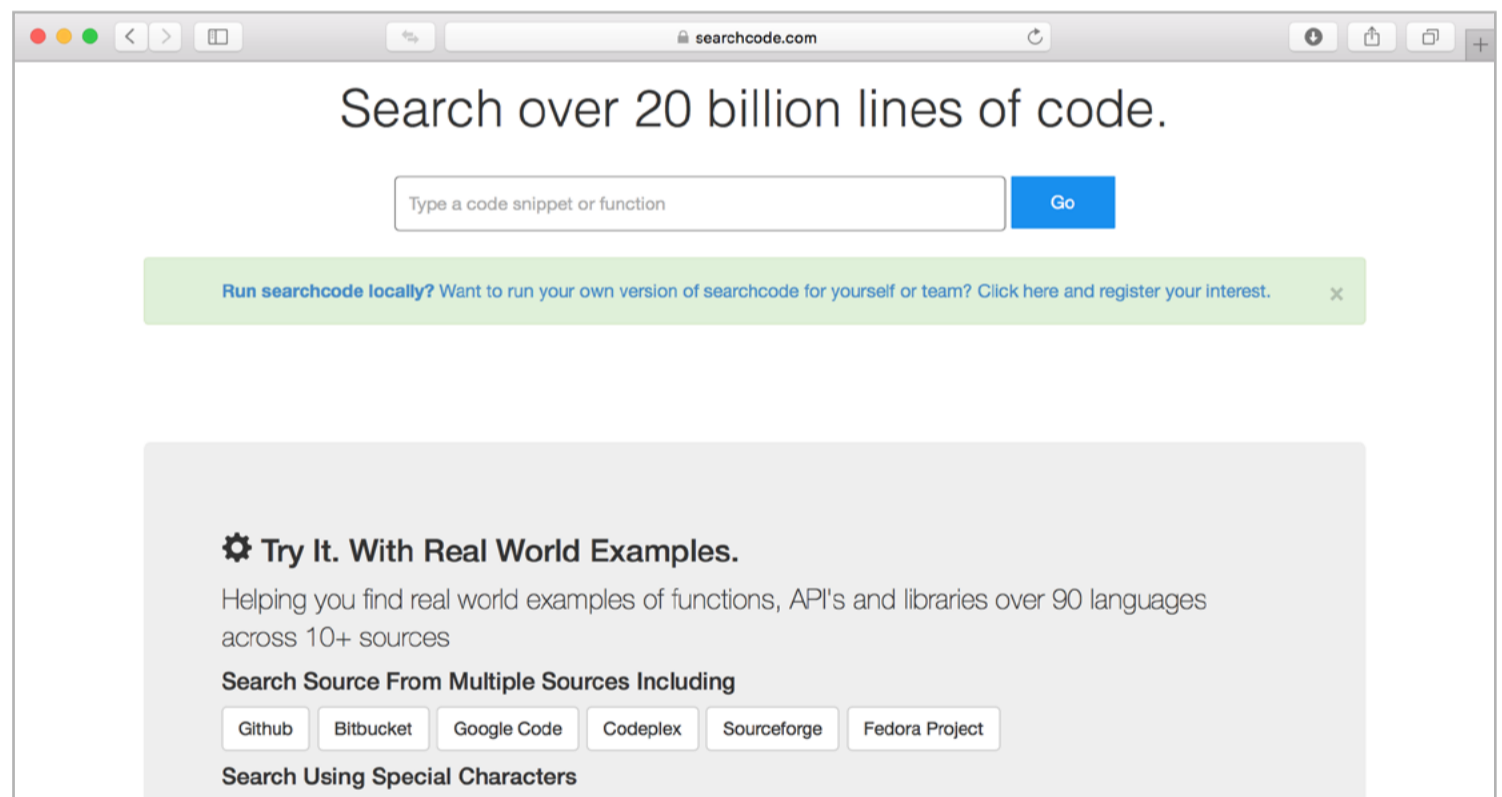 searchcode.com
Search over 20 billion lines of code.
Type a code snippet or function
Go
Run searchcode locally? Want to run your own version of searchcode for yourself or team? Click here and register your interest.
×
Try It. With Real World Examples.
Helping you find real world examples of functions, API's and libraries over 90 languages
across 10+ sources
Search Source From Multiple Sources Including
Github Bitbucket Google Code Codeplex Sourceforge Fedora Project
Search Using Special Characters